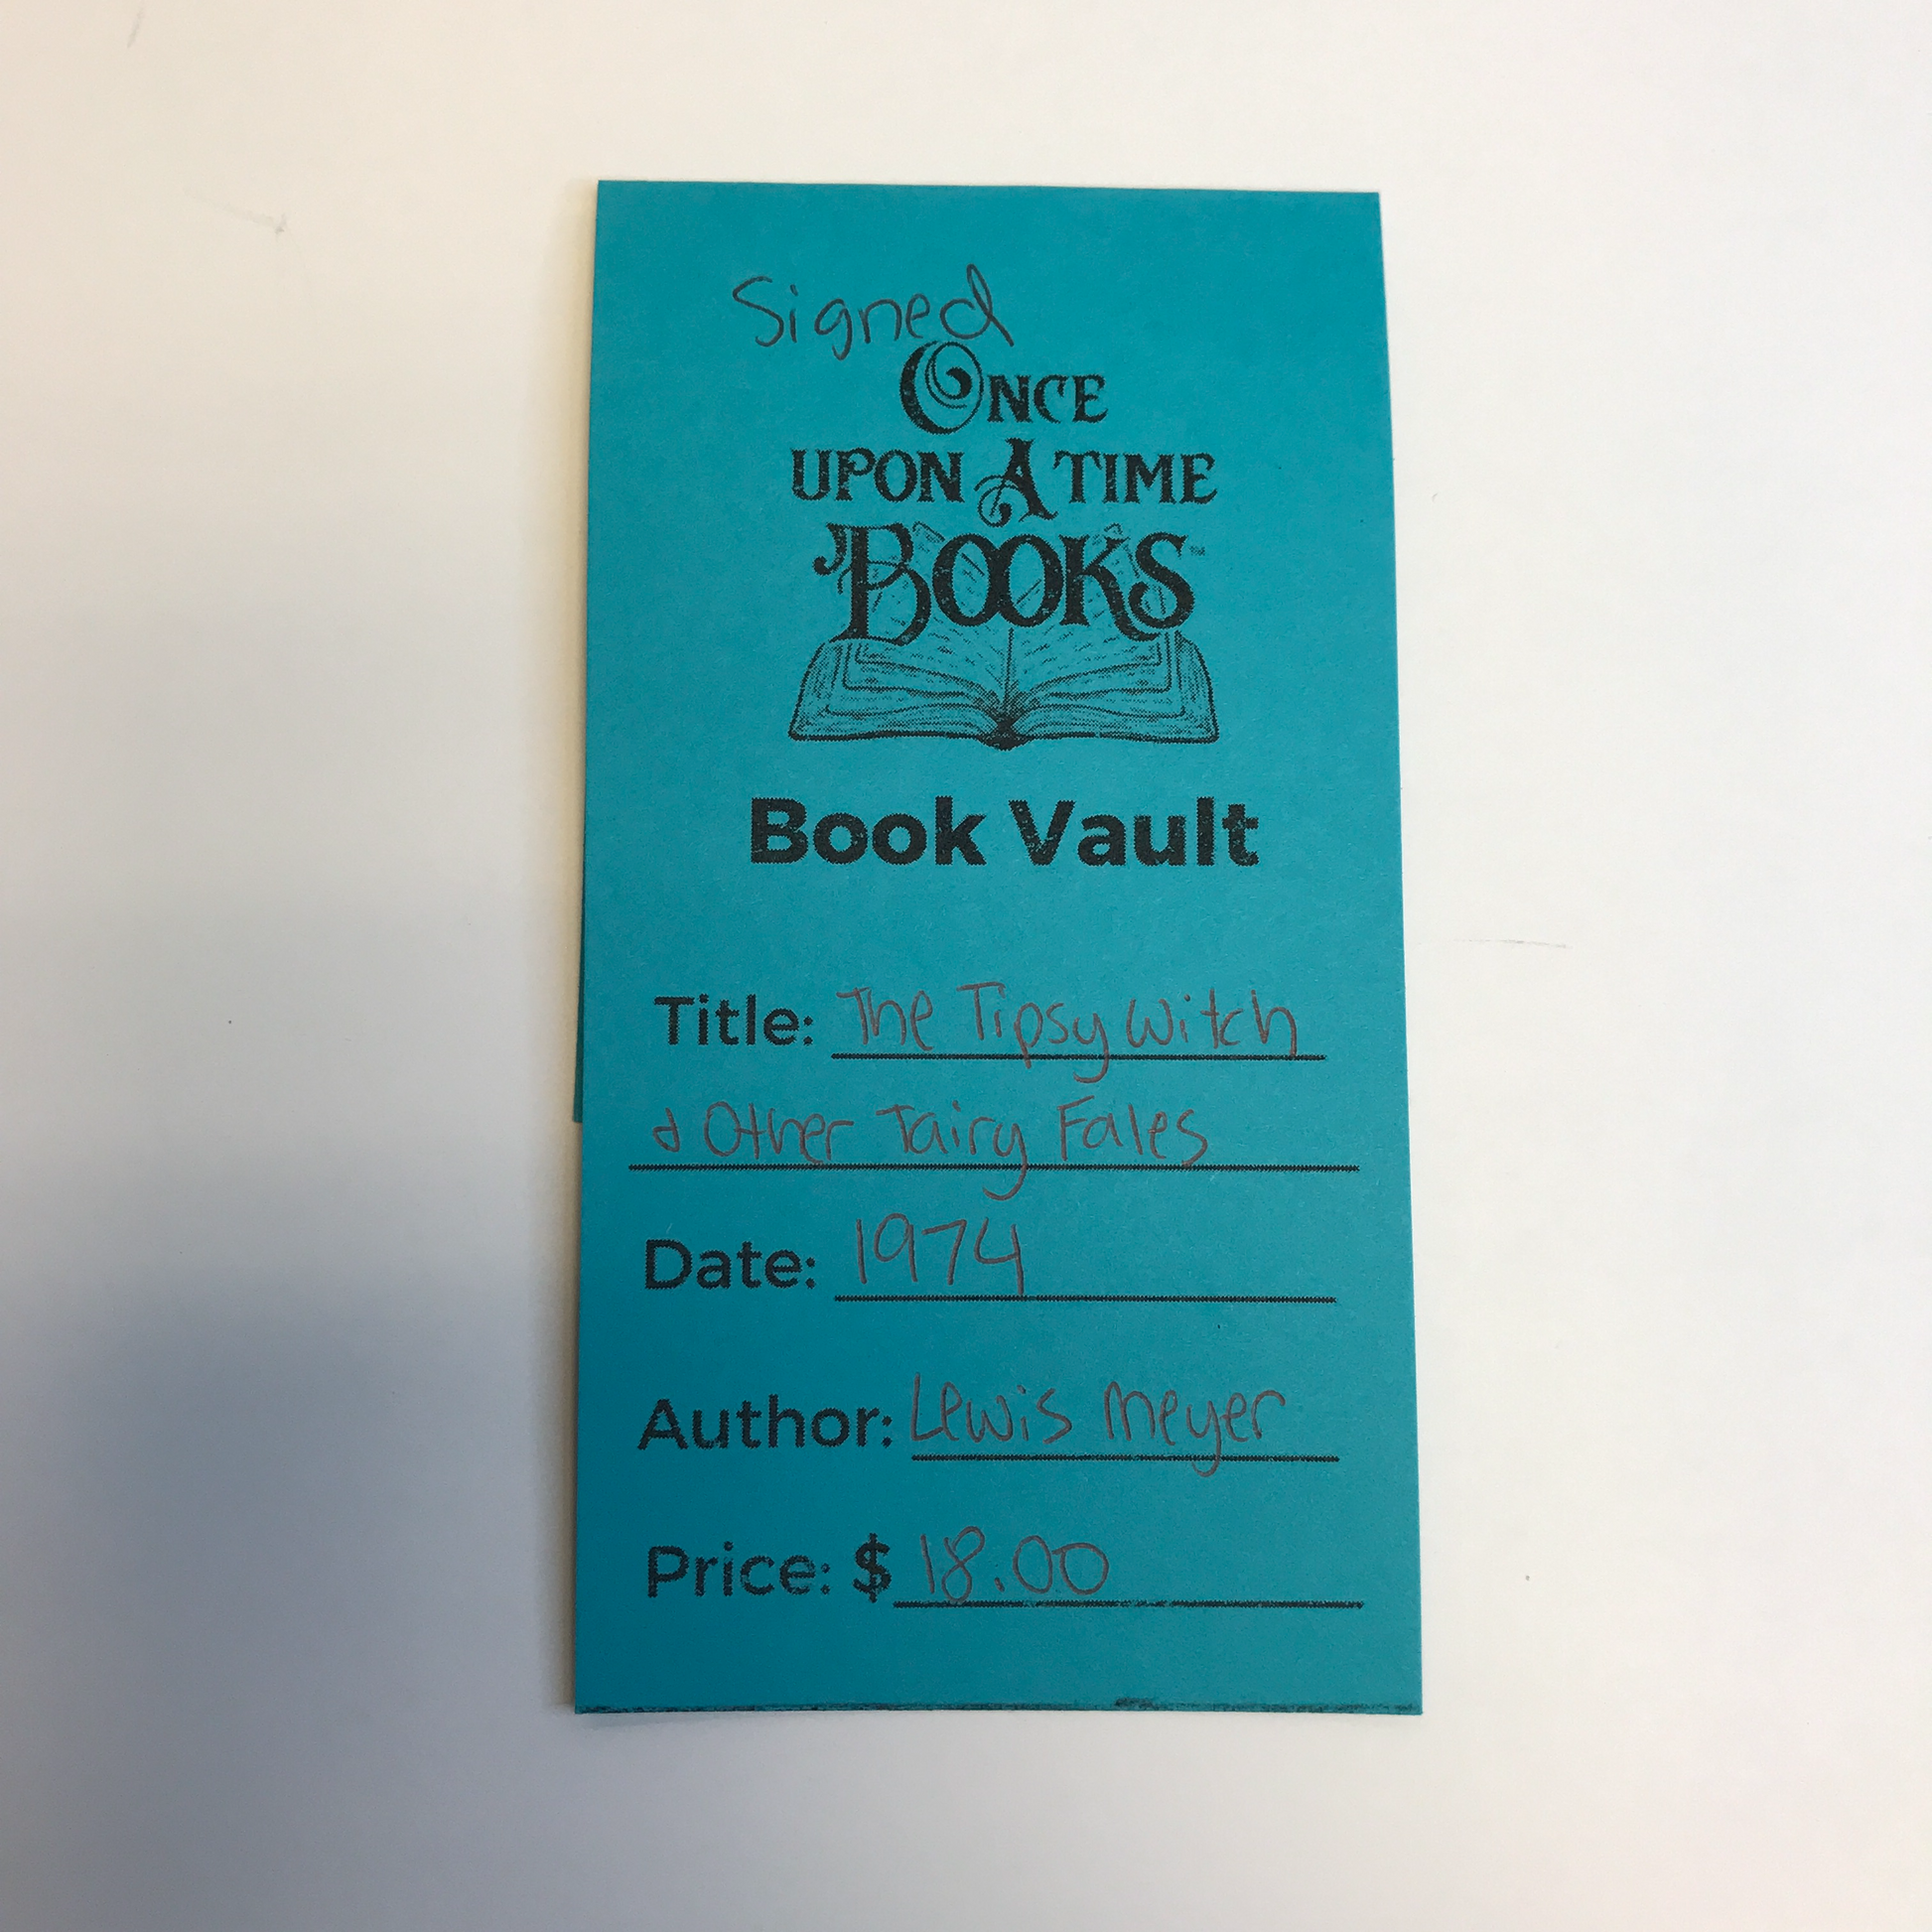 Signed
ONCE
UPON A TIME
BOOKS™
Book Vault
Title: The Tipsy Witch
& Other Tairy Fales
Date: 1974
Author: Lewis Meyer
Price: $ 18.00